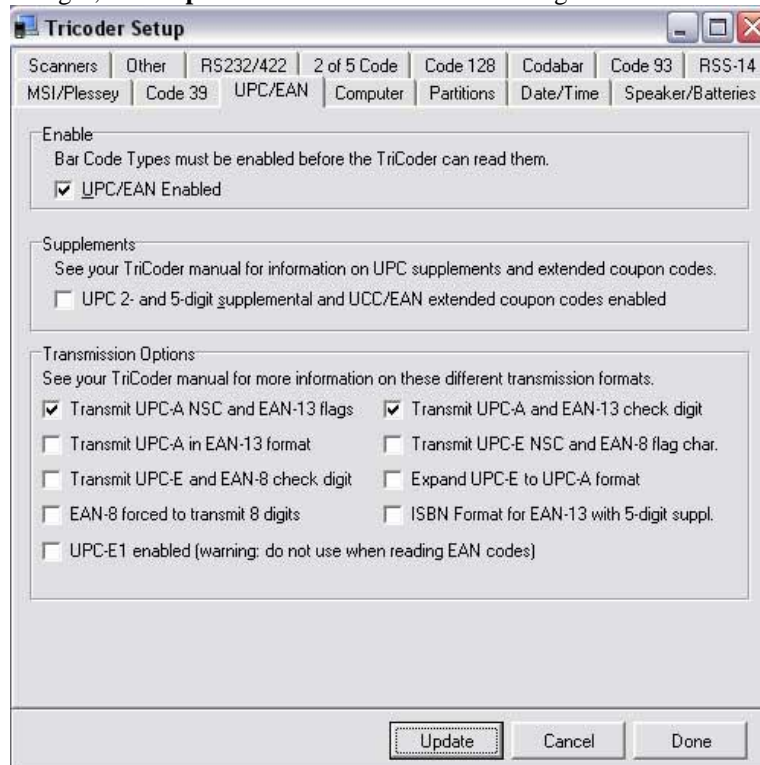 Tricoder Setup
Scanners Other RS232/422 2 of 5 Code Code 128 Codabar Code 93 RSS-14
MSI/Plessey Code 39 UPC/EAN Computer Partitions Date/Time Speaker/Batteries
Enable
Bar Code Types must be enabled before the TriCoder can read them.
UPC/EAN Enabled
Supplements
See your TriCoder manual for information on UPC supplements and extended coupon codes.
UPC 2- and 5-digit supplemental and UCC/EAN extended coupon codes enabled
Transmission Options
See your TriCoder manual for more information on these different transmission formats.
Transmit UPC-A NSC and EAN-13 flags Transmit UPC-A and EAN-13 check digit
Transmit UPC-A in EAN-13 format Transmit UPC-E NSC and EAN-8 flag char.
Transmit UPC-E and EAN-8 check digit Expand UPC-E to UPC-A format
EAN-8 forced to transmit 8 digits ISBN Format for EAN-13 with 5-digit suppl.
UPC-E1 enabled (warning: do not use when reading EAN codes)
Update Cancel Done